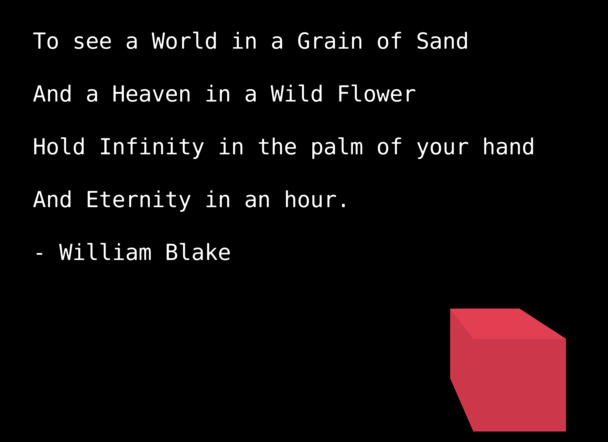 To see a World in a Grain of Sand
And a Heaven in a Wild Flower
Hold Infinity in the palm of your hand
And Eternity in an hour.
- William Blake